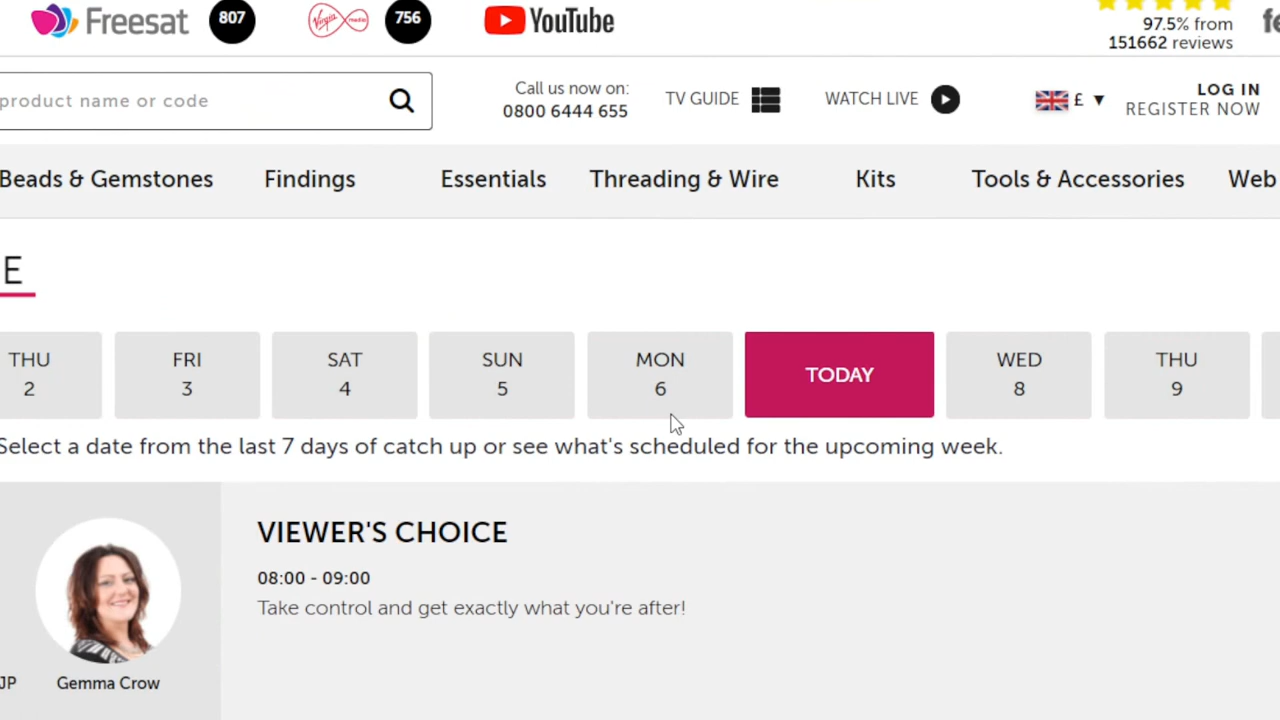 Freesat 807 Virgin media 756 YouTube
97.5% from
151662 reviews
product name or code
Call us now on:
0800 6444 655
TV GUIDE
WATCH LIVE
£
LOG IN
REGISTER NOW
Beads & Gemstones Findings Essentials Threading & Wire Kits Tools & Accessories Web
E
THU
2
FRI
3
SAT
4
SUN
5
MON
6
TODAY
WED
8
THU
9
Select a date from the last 7 days of catch up or see what's scheduled for the upcoming week.
VIEWER'S CHOICE
08:00 - 09:00
Take control and get exactly what you're after!
JP
Gemma Crow